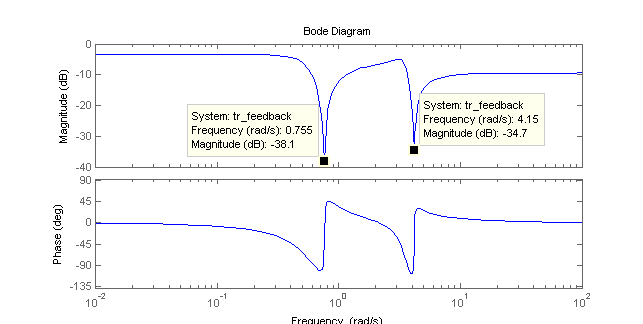 Bode Diagram
Magnitude (dB)
0
-10
-20
-30
-40
System: tr_feedback
Frequency (rad/s): 0.755
Magnitude (dB): -38.1
System: tr_feedback
Frequency (rad/s): 4.15
Magnitude (dB): -34.7
Phase (deg)
90
45
0
-45
-90
-135
10^-2
10^-1
10^0
10^1
10^2
Frequency (rad/s)